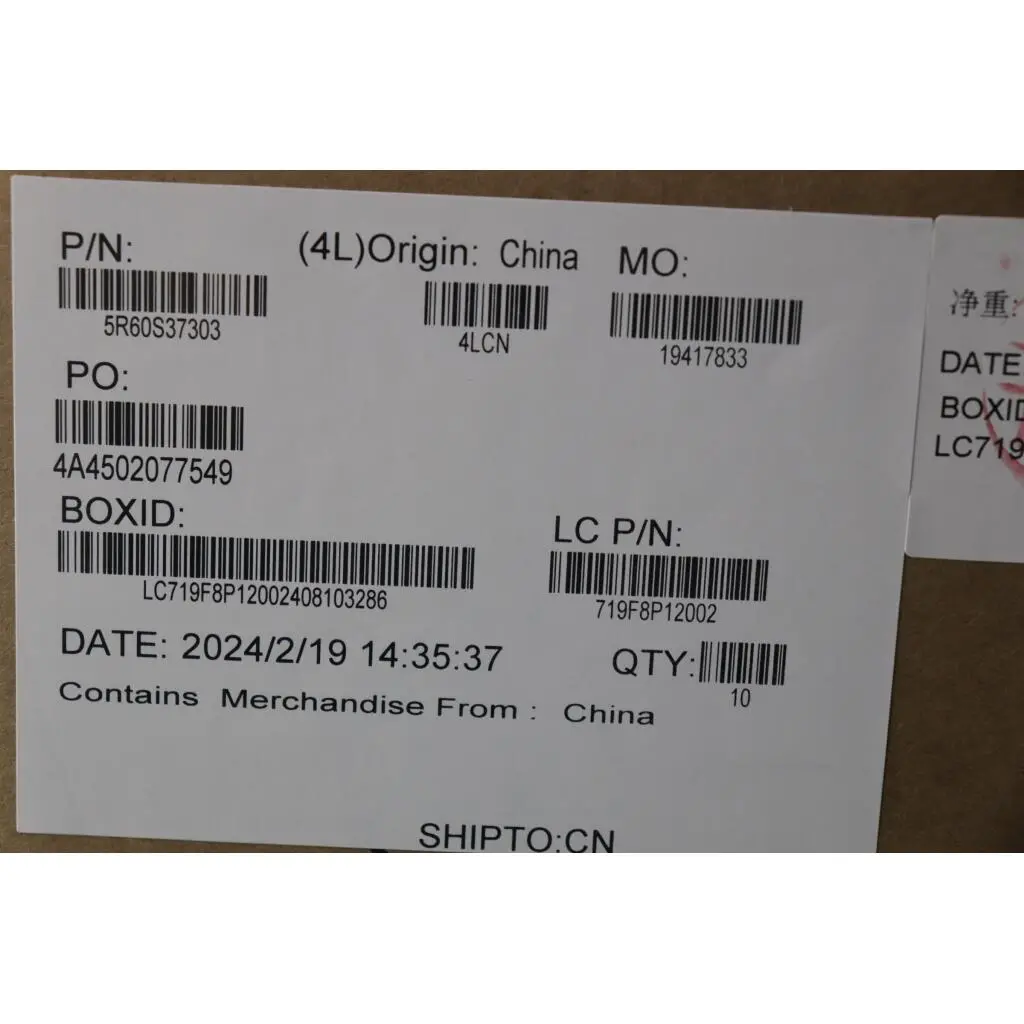 P/N:
5R60S37303
(4L)Origin: China
4LCN
MO:
19417833
PO:
4A4502077549
BOXID:
LC719F8P12002408103286
LC P/N:
719F8P12002
DATE: 2024/2/19 14:35:37
QTY:
10
Contains Merchandise From : China
SHIPTO:CN
净重:
DATE
BOXID
LC719